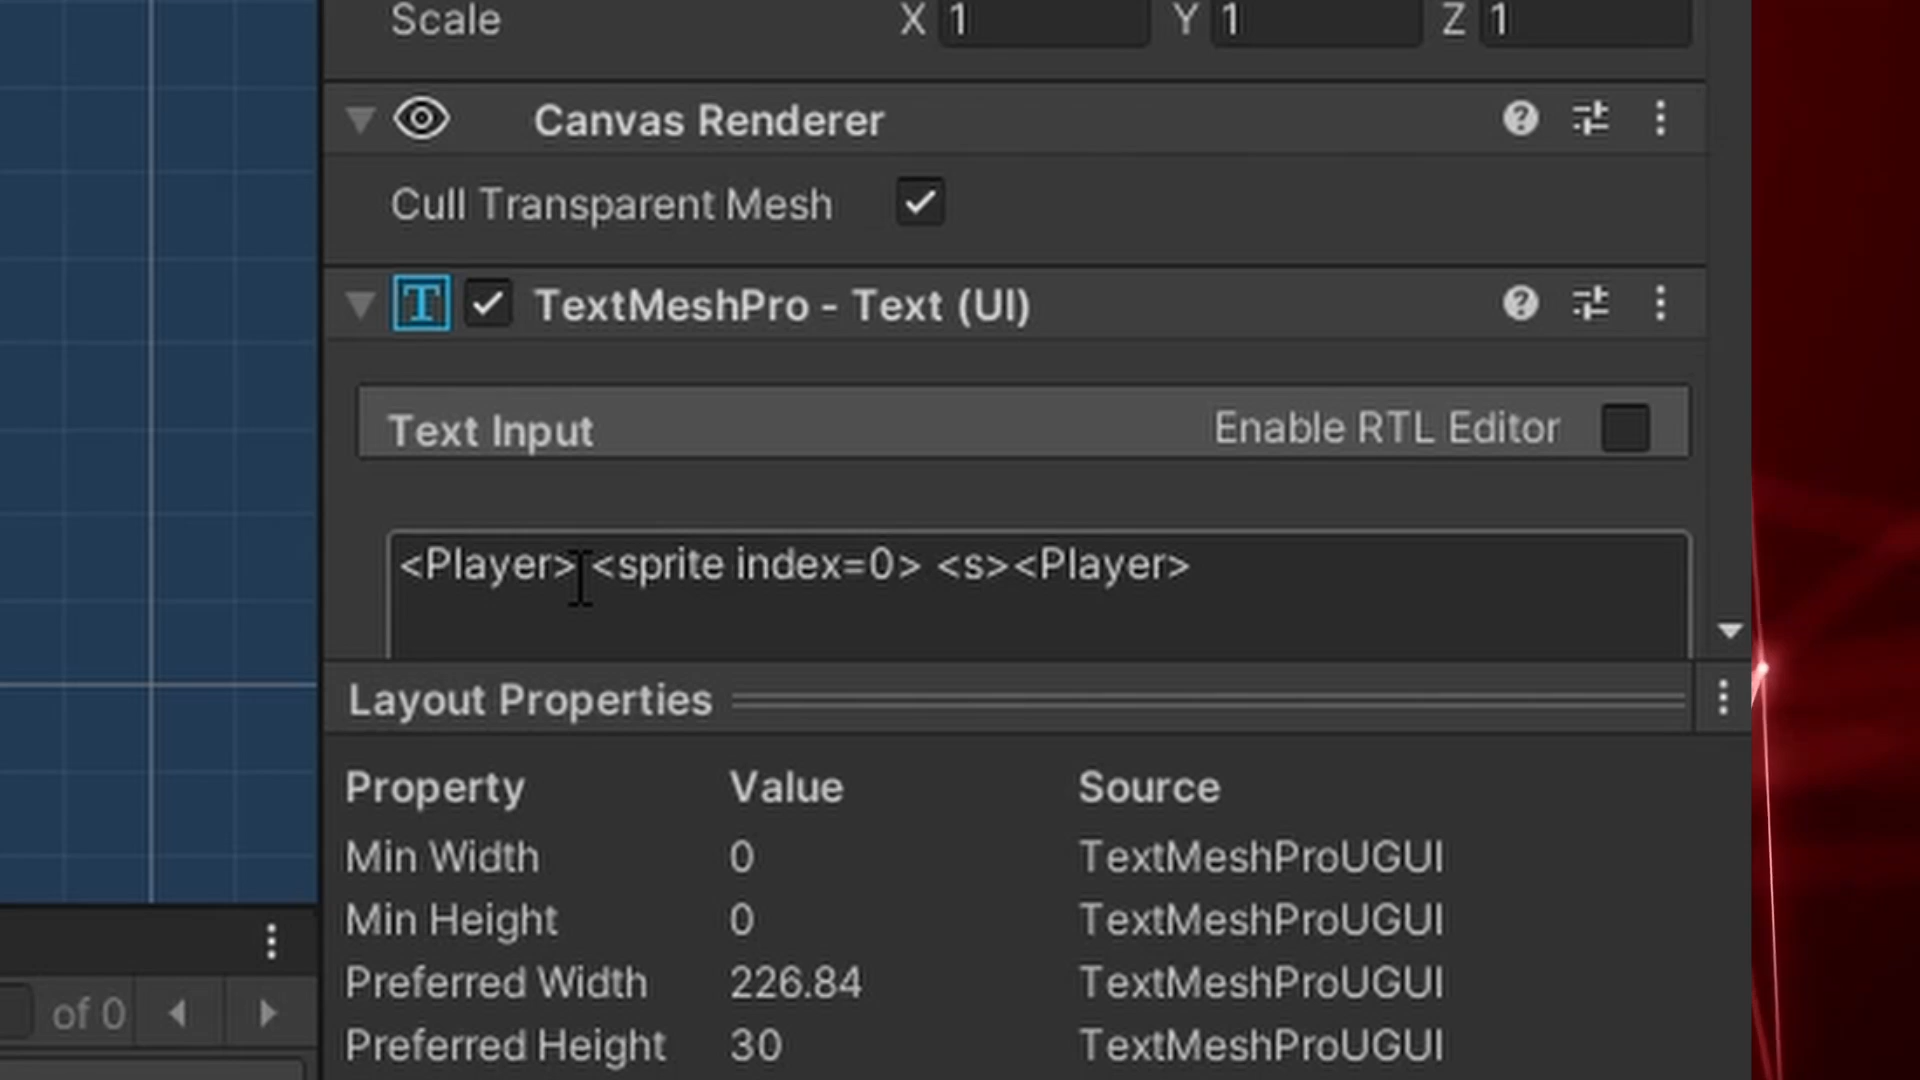 Scale X 1 Y 1 Z 1
Canvas Renderer
Cull Transparent Mesh
TextMeshPro - Text (UI)
Text Input Enable RTL Editor
<Player> <sprite index=0> <s><Player>
Layout Properties
Property Value Source
Min Width 0 TextMeshProUGUI
Min Height 0 TextMeshProUGUI
Preferred Width 226.84 TextMeshProUGUI
Preferred Height 30 TextMeshProUGUI
of 0